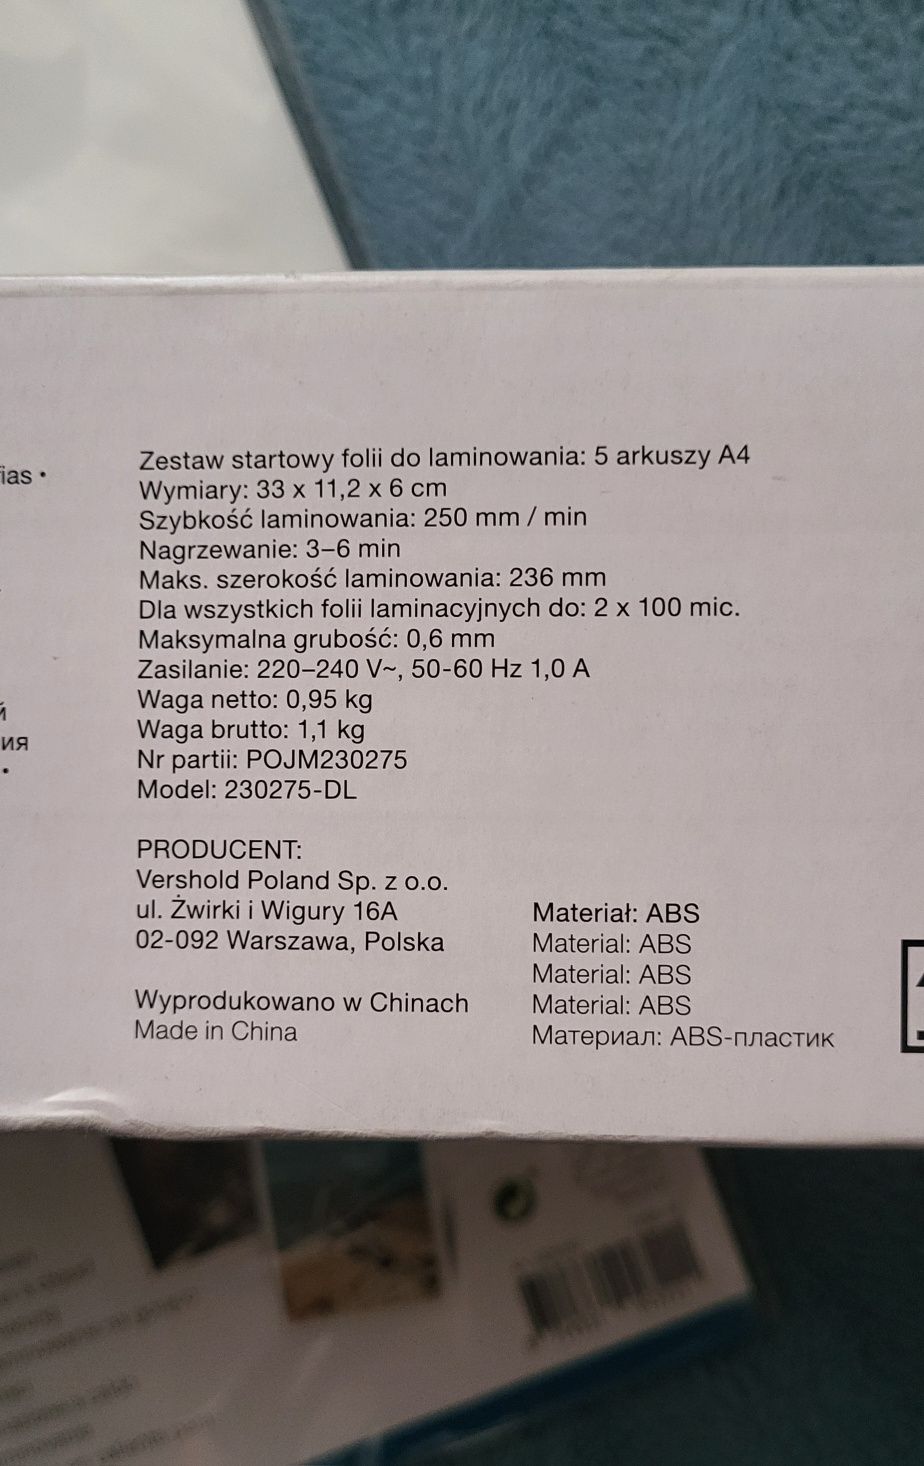 ias •
Zestaw startowy folii do laminowania: 5 arkuszy A4
Wymiary: 33 x 11,2 x 6 cm
Szybkość laminowania: 250 mm / min
Nagrzewanie: 3–6 min
Maks. szerokość laminowania: 236 mm
Dla wszystkich folii laminacyjnych do: 2 x 100 mic.
Maksymalna grubość: 0,6 mm
Zasilanie: 220–240 V~, 50-60 Hz 1,0 A
Waga netto: 0,95 kg
й
Waga brutto: 1,1 kg
ия
Nr partii: POJM230275
•
Model: 230275-DL
PRODUCENT:
Vershold Poland Sp. z o.o.
ul. Żwirki i Wigury 16A
02-092 Warszawa, Polska
Wyprodukowano w Chinach
Made in China
Materiał: ABS
Material: ABS
Material: ABS
Material: ABS
Материал: ABS-пластик